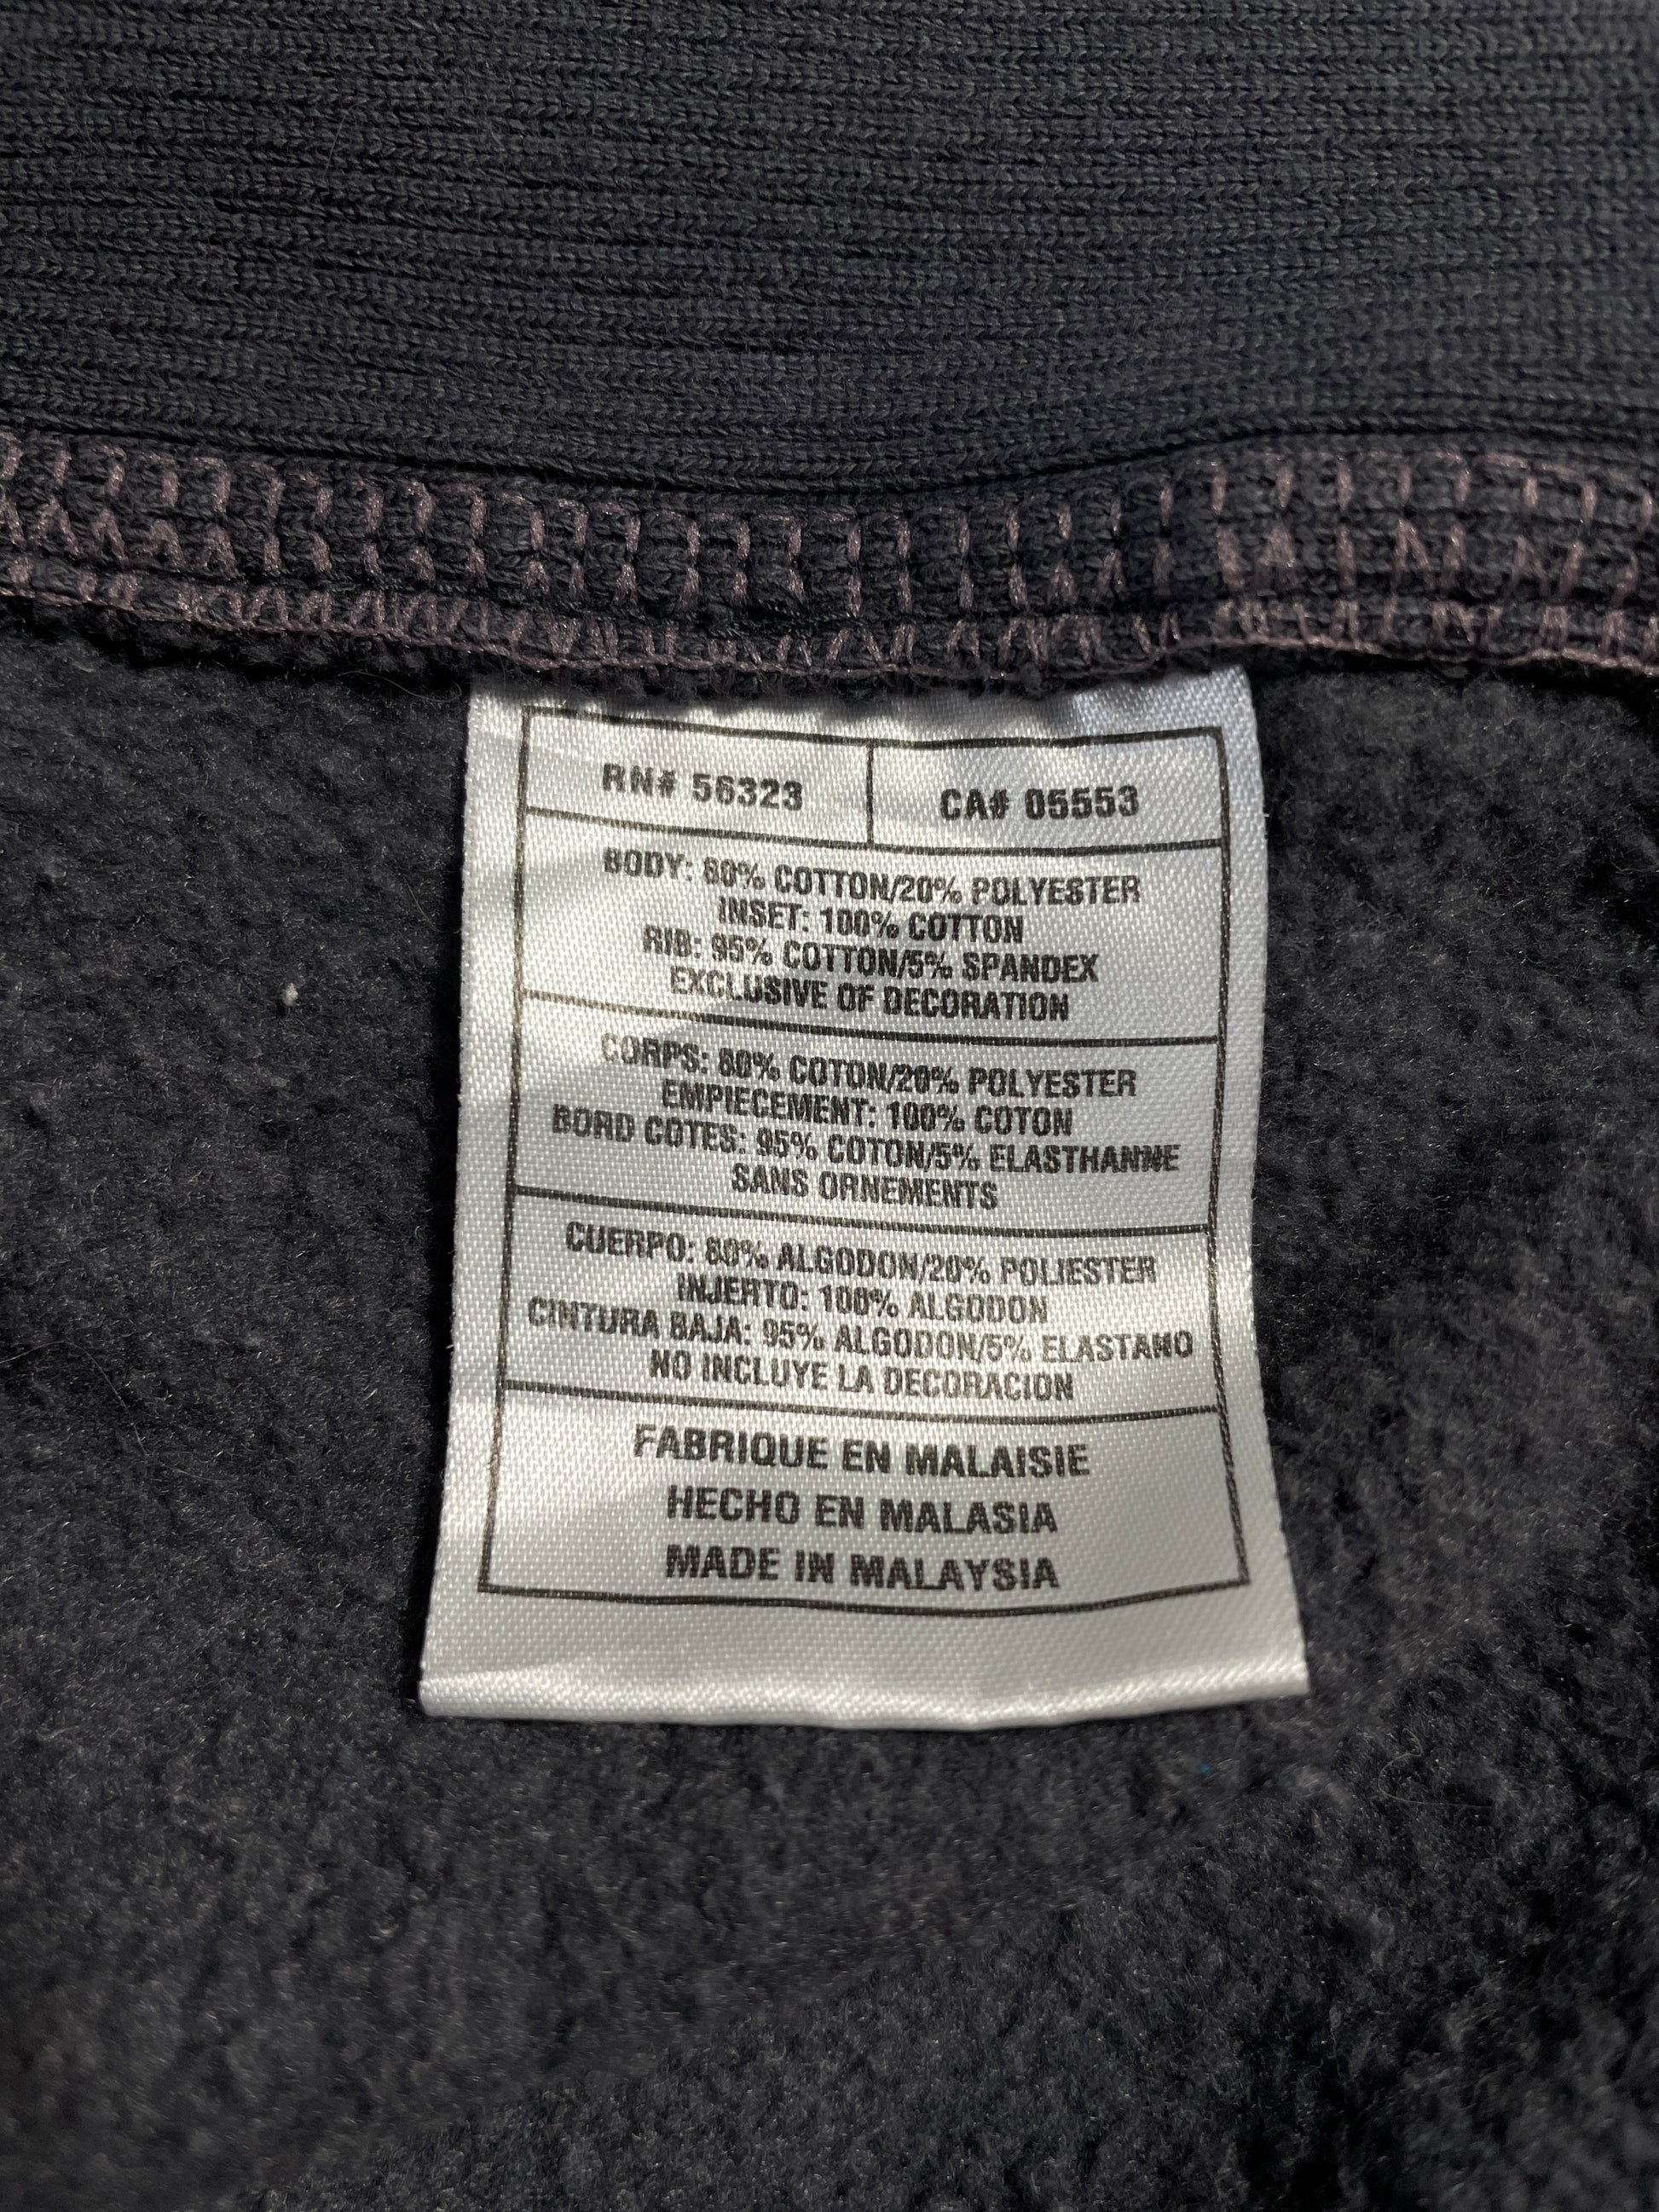 RN# 56323
CA# 05553
BODY: 80% COTTON/20% POLYESTER
INSET: 100% COTTON
RIB: 95% COTTON/5% SPANDEX
EXCLUSIVE OF DECORATION
CORPS: 80% COTON/20% POLYESTER
EMPIECEMENT: 100% COTON
BORD COTES: 95% COTON/5% ELASTHANNE
SANS ORNEMENTS
CUERPO: 80% ALGODON/20% POLIESTER
INJERTO: 100% ALGODON
CINTURA BAJA: 95% ALGODON/5% ELASTANO
NO INCLUYE LA DECORACION
FABRIQUE EN MALAISIE
HECHO EN MALASIA
MADE IN MALAYSIA